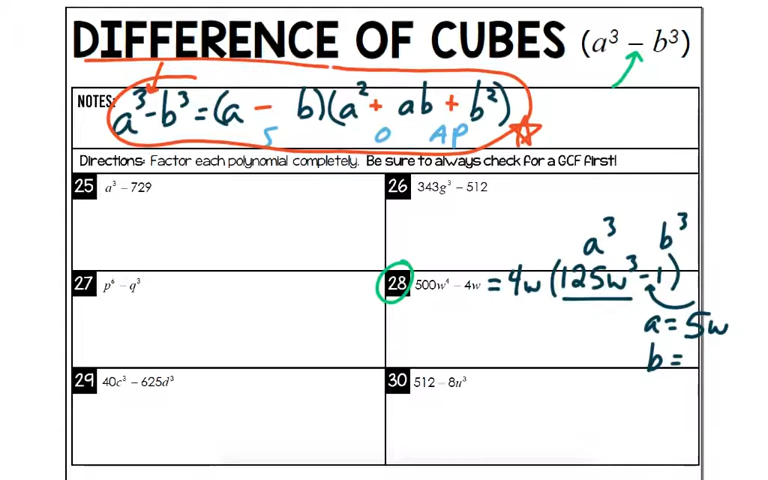 DIFFERENCE OF CUBES (a³ − b³)
NOTES: a³-b³=(a - b)(a²+ ab + b²)
S O AP
Directions: Factor each polynomial completely. Be sure to always check for a GCF first!
25 a³ − 729
26 343g³ − 512
a³ b³
27 p⁶ − q³
28 500w⁴ − 4w = 4w (125w³ -1)
a = 5w
b =
29 40c³ − 625d³
30 512 − 8u³